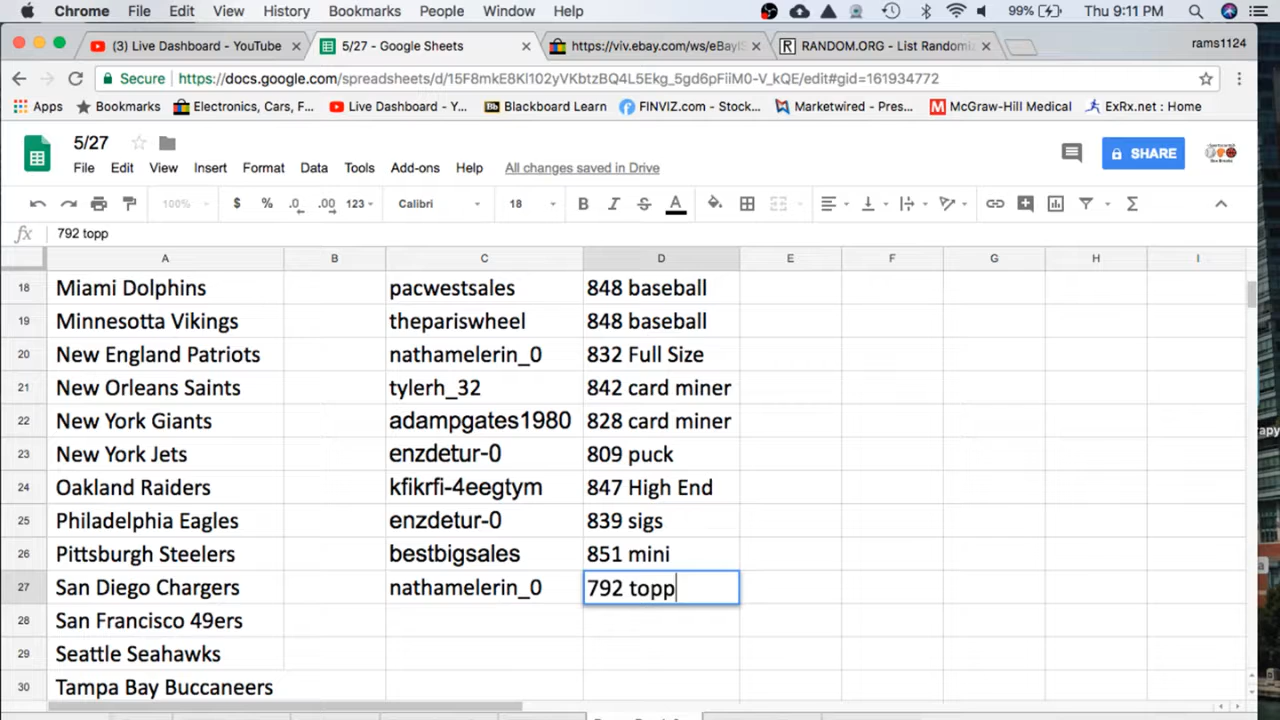 Chrome File Edit View History Bookmarks People Window Help 99% Thu 9:11 PM
(3) Live Dashboard - YouTube × 5/27 - Google Sheets × https://viv.ebay.com/ws/eBayIS × RANDOM.ORG - List Randomiz × rams1124
Secure https://docs.google.com/spreadsheets/d/15F8mkE8Kl102yVKbtzBQ4L5Ekg_5gd6pFiiM0-V_kQE/edit#gid=161934772
Apps Bookmarks Electronics, Cars, F... Live Dashboard - Y... Bb Blackboard Learn FINVIZ.com - Stock... Marketwired - Pres... M McGraw-Hill Medical ExRx.net : Home
5/27
File Edit View Insert Format Data Tools Add-ons Help All changes saved in Drive SHARE
100% $ % .0 .00 123 Calibri 18 B I S A Σ
fx 792 topp
A B C D E F G H I
18 Miami Dolphins pacwestsales 848 baseball
19 Minnesotta Vikings thepariswheel 848 baseball
20 New England Patriots nathamelerin_0 832 Full Size
21 New Orleans Saints tylerh_32 842 card miner
22 New York Giants adampgates1980 828 card miner
23 New York Jets enzdetur-0 809 puck
24 Oakland Raiders kfikrfi-4eegtym 847 High End
25 Philadelphia Eagles enzdetur-0 839 sigs
26 Pittsburgh Steelers bestbigsales 851 mini
27 San Diego Chargers nathamelerin_0 792 topp
28 San Francisco 49ers
29 Seattle Seahawks
30 Tampa Bay Buccaneers